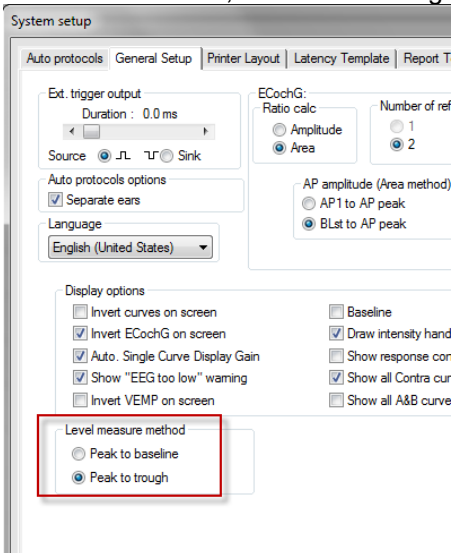 System setup
Auto protocols General Setup Printer Layout Latency Template Report
Ext. trigger output
Duration : 0.0 ms
Source Sink
Auto protocols options
Separate ears
Language
English (United States)
ECochG:
Ratio calc
Amplitude
Area
Number of ref
1
2
AP amplitude (Area method)
AP1 to AP peak
BLst to AP peak
Display options
Invert curves on screen
Invert ECochG on screen
Auto. Single Curve Display Gain
Show "EEG too low" warning
Invert VEMP on screen
Baseline
Draw intensity hand
Show response con
Show all Contra cur
Show all A&B curve
Level measure method
Peak to baseline
Peak to trough